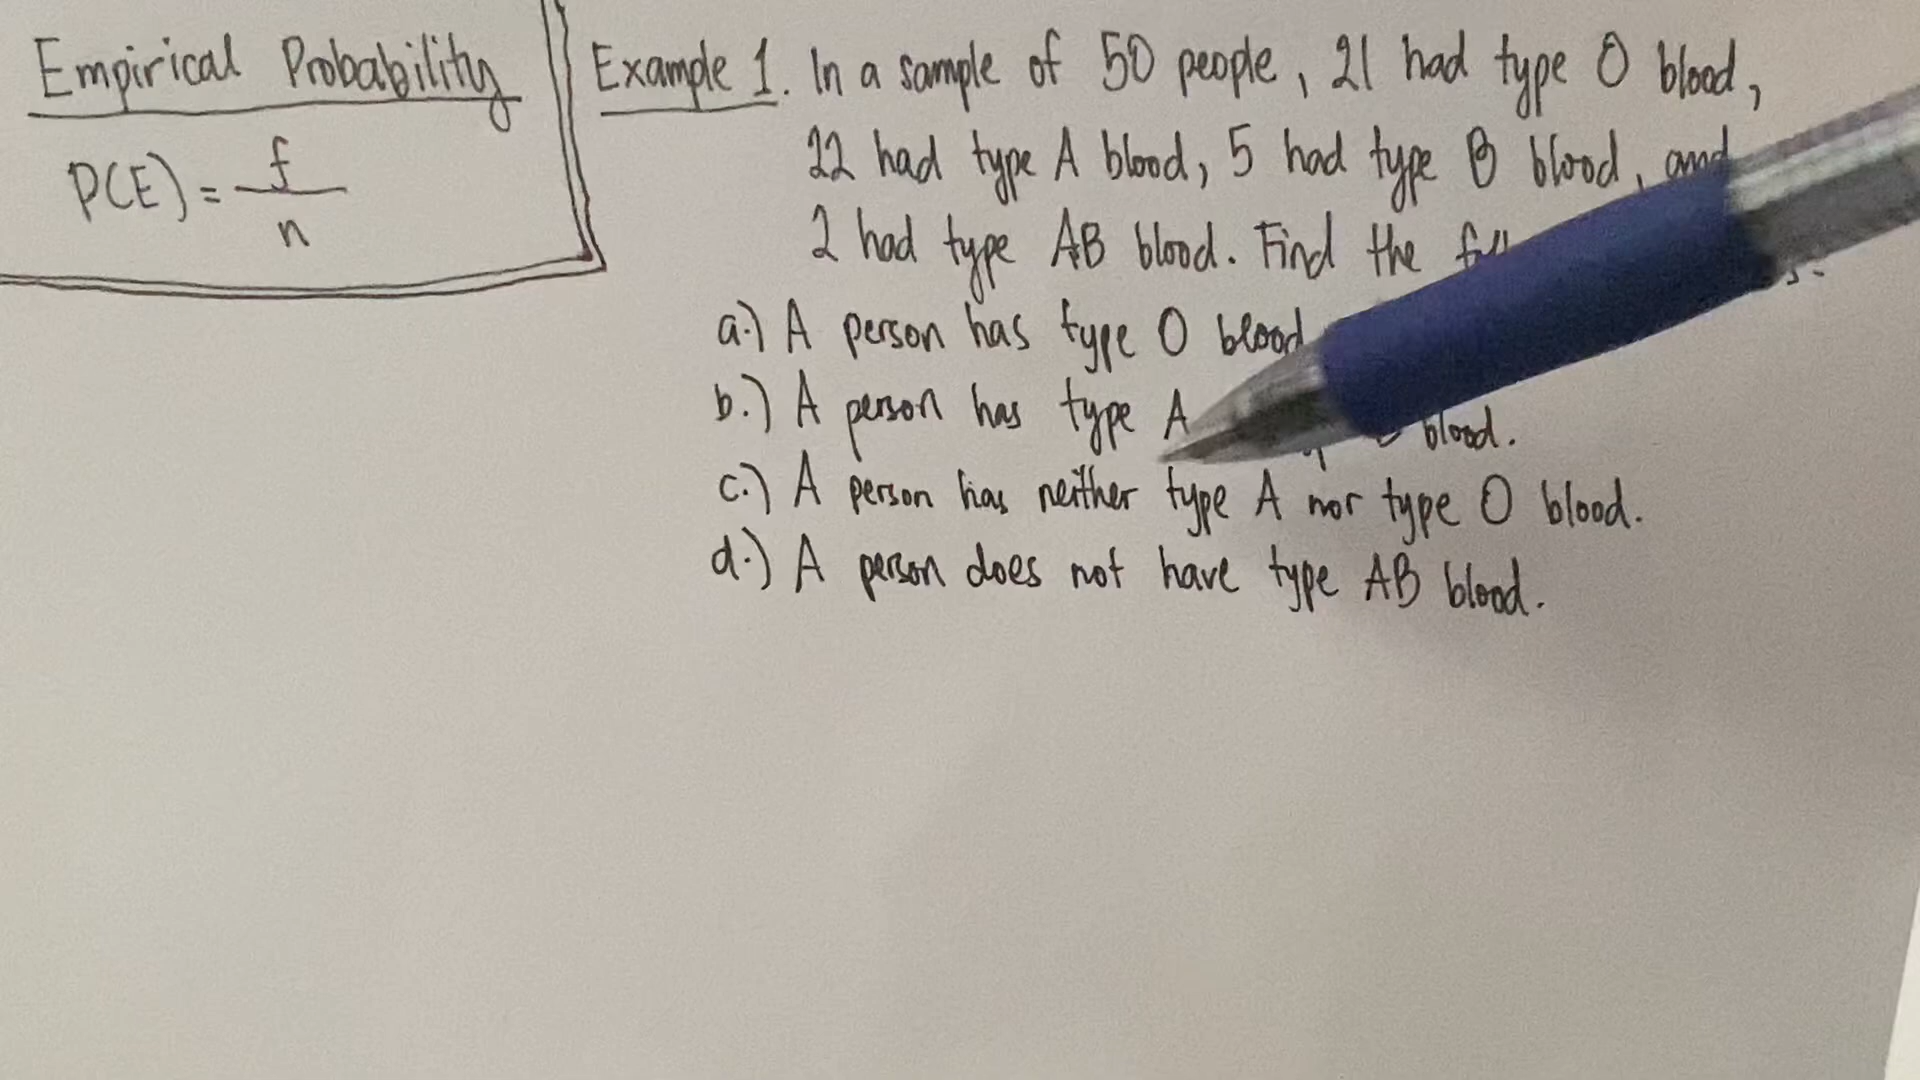 Empirical Probability
P(E) = f
n
Example 1. In a sample of 50 people, 21 had type O blood,
22 had type A blood, 5 had type B blood, and
2 had type AB blood. Find the
a.) A person has type O blood
b.) A person has type A blood.
c.) A person has neither type A nor type O blood.
d.) A person does not have type AB blood.